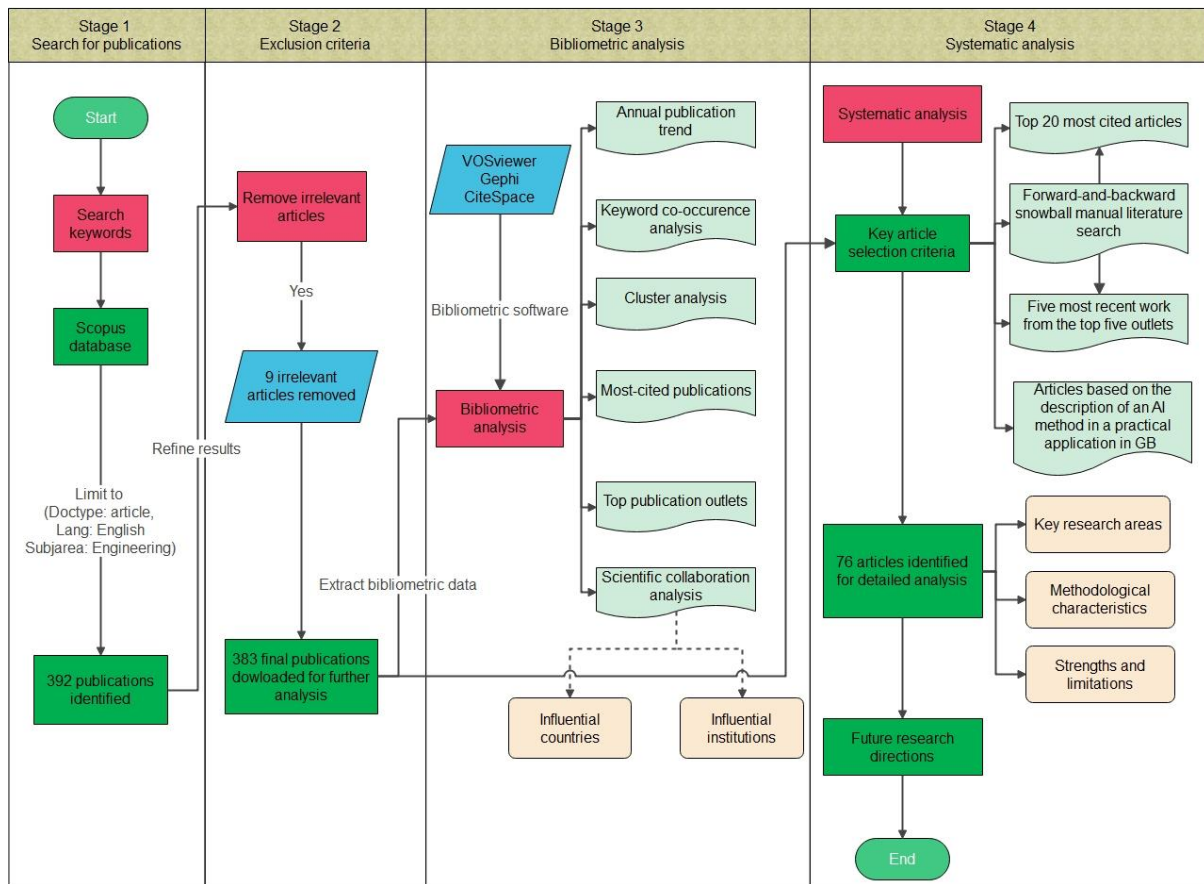 Stage 1
Search for publications
Stage 2
Exclusion criteria
Stage 3
Bibliometric analysis
Stage 4
Systematic analysis
Start
Search
keywords
Scopus
database
Limit to
(Doctype: article,
Lang: English
Subjarea: Engineering)
392 publications
identified
Refine results
Remove irrelevant
articles
Yes
9 irrelevant
articles removed
383 final publications
dowloaded for further
analysis
Extract bibliometric data
VOSviewer
Gephi
CiteSpace
Bibliometric software
Bibliometric
analysis
Annual publication
trend
Keyword co-occurence
analysis
Cluster analysis
Most-cited publications
Top publication outlets
Scientific collaboration
analysis
Influential
countries
Influential
institutions
Systematic analysis
Key article
selection criteria
Top 20 most cited articles
Forward-and-backward
snowball manual literature
search
Five most recent work
from the top five outlets
Articles based on the
description of an AI
method in a practical
application in GB
76 articles identified
for detailed analysis
Key research areas
Methodological
characteristics
Strengths and
limitations
Future research
directions
End